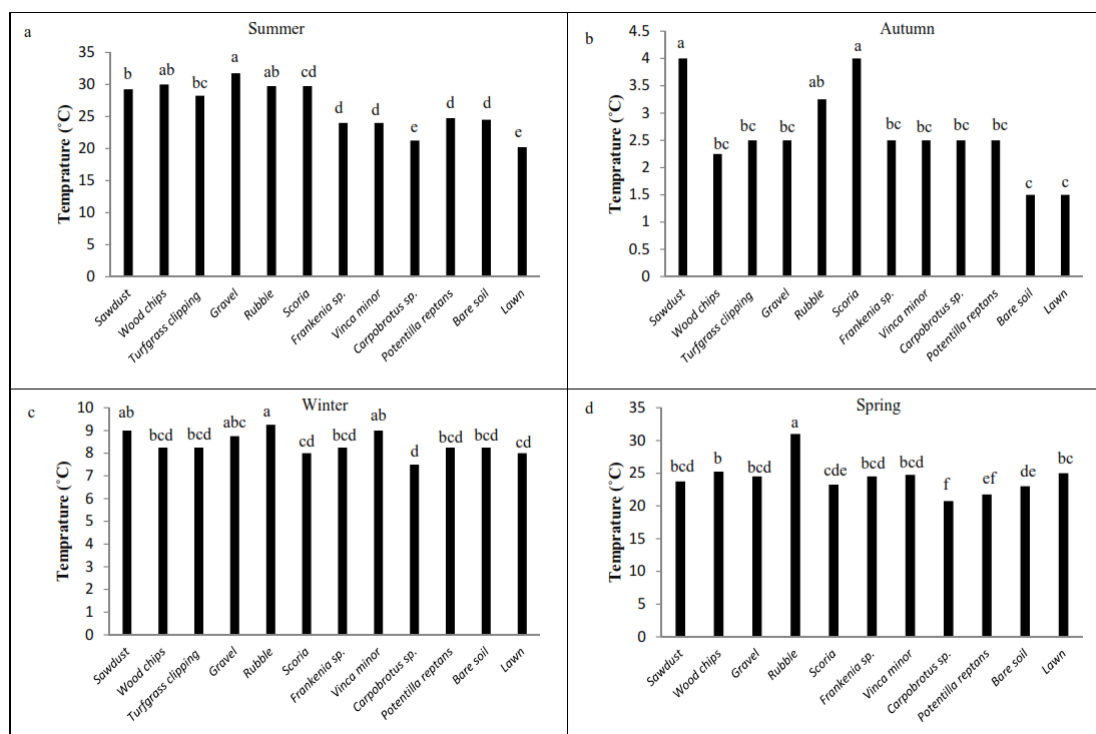 a
Summer
Temprature (˚C)
35
30
25
20
15
10
5
0
b
ab
bc
a
ab
cd
d
d
e
d
d
e
Sawdust
Wood chips
Turfgrass clipping
Gravel
Rubble
Scoria
Frankenia sp.
Vinca minor
Carpobrotus sp.
Potentilla reptans
Bare soil
Lawn
b
Autumn
Temprature (˚C)
4.5
4
3.5
3
2.5
2
1.5
1
0.5
0
a
bc
bc
bc
ab
a
bc
bc
bc
bc
c
c
Sawdust
Wood chips
Turfgrass clipping
Gravel
Rubble
Scoria
Frankenia sp.
Vinca minor
Carpobrotus sp.
Potentilla reptans
Bare soil
Lawn
c
Winter
Temprature (˚C)
10
9
8
7
6
5
4
3
2
1
0
ab
bcd
bcd
abc
a
cd
bcd
ab
d
bcd
bcd
cd
Sawdust
Wood chips
Turfgrass clipping
Gravel
Rubble
Scoria
Frankenia sp.
Vinca minor
Carpobrotus sp.
Potentilla reptans
Bare soil
Lawn
d
Spring
Temprature (˚C)
35
30
25
20
15
10
5
0
bcd
b
bcd
a
cde
bcd
bcd
f
ef
de
bc
Sawdust
Wood chips
Gravel
Rubble
Scoria
Frankenia sp.
Vinca minor
Carpobrotus sp.
Potentilla reptans
Bare soil
Lawn